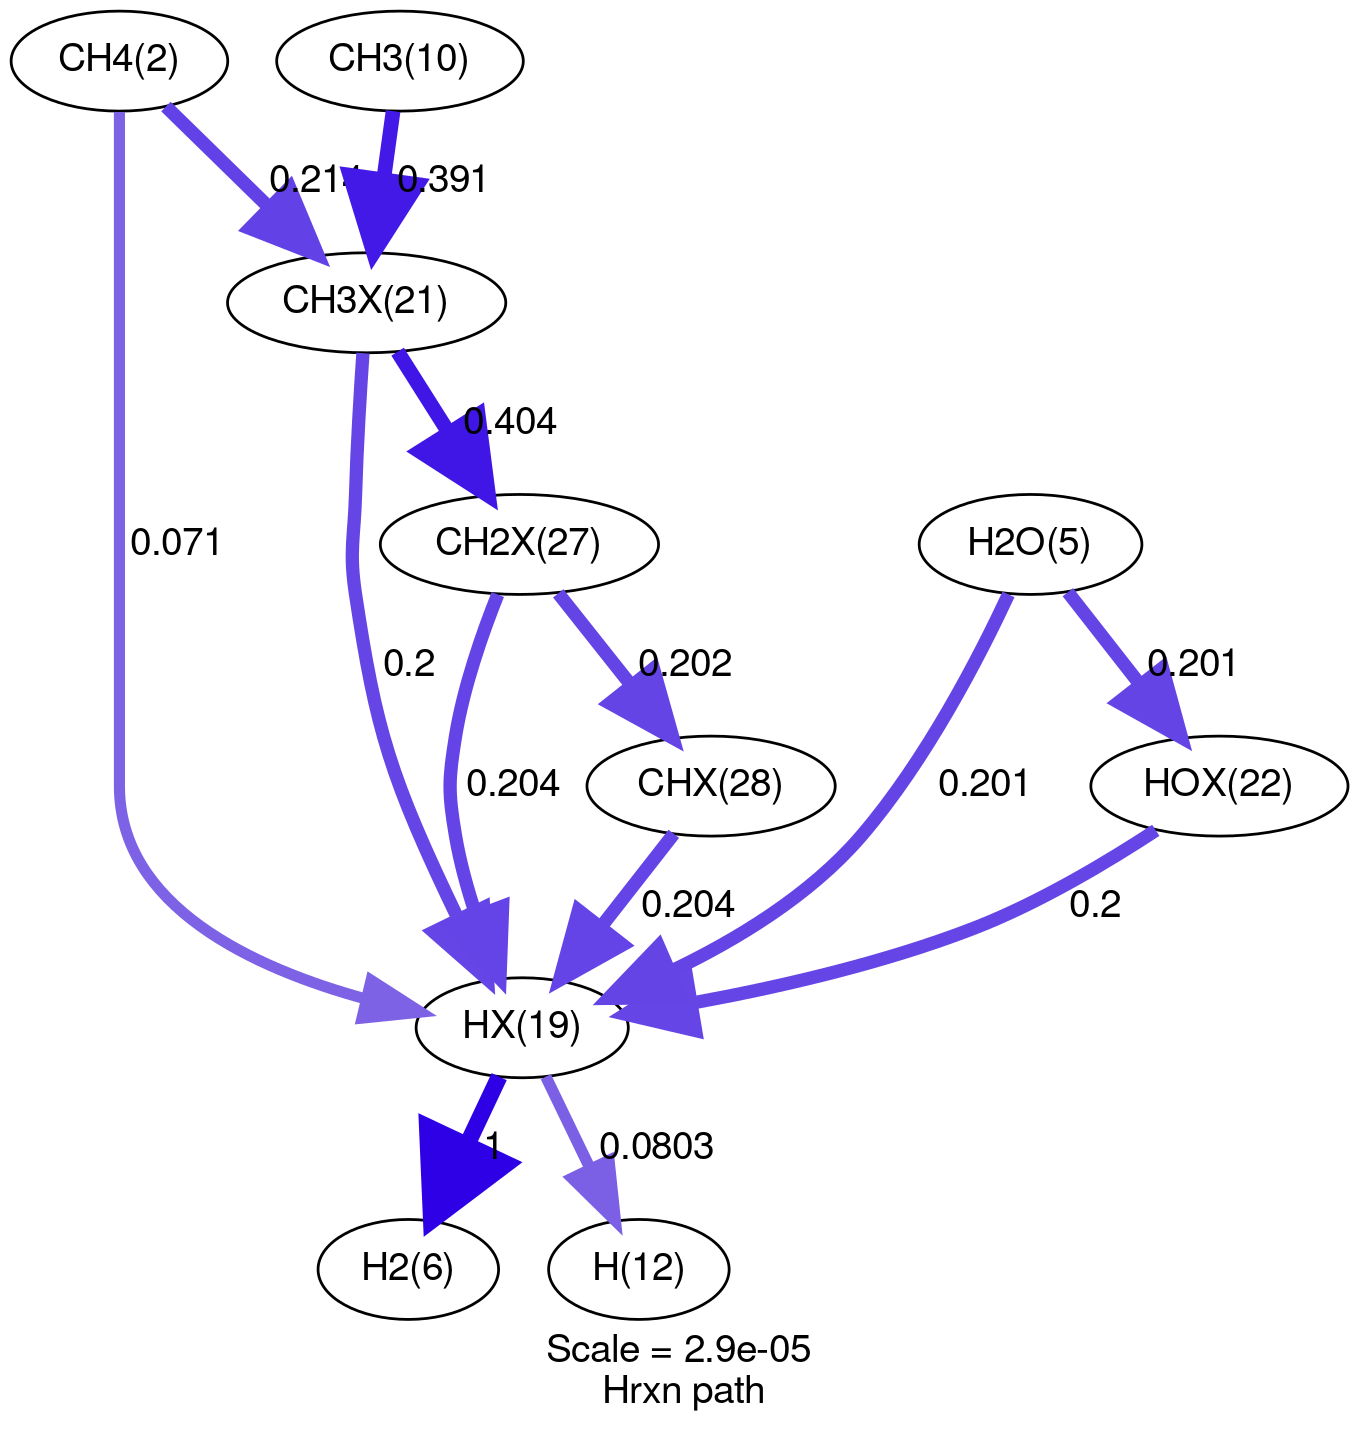 CH4(2)
CH3(10)
0.214
0.391
CH3X(21)
0.404
0.071
CH2X(27)
H2O(5)
0.2
0.202
0.201
0.204
CHX(28)
0.201
HOX(22)
0.204
0.2
HX(19)
1
0.0803
H2(6)
H(12)
Scale = 2.9e-05
Hrxn path